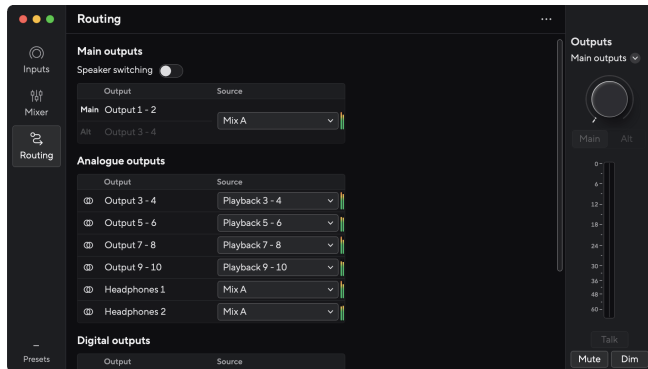 Routing
...
Inputs
Mixer
Routing
Presets
Main outputs
Speaker switching
Output Source
Main Output 1 - 2
Mix A
Alt Output 3 - 4
Analogue outputs
Output Source
Output 3 - 4 Playback 3 - 4
Output 5 - 6 Playback 5 - 6
Output 7 - 8 Playback 7 - 8
Output 9 - 10 Playback 9 - 10
Headphones 1 Mix A
Headphones 2 Mix A
Digital outputs
Output Source
Outputs
Main outputs
Main Alt
0
6
12
18
24
30
36
48
60
Talk
Mute Dim